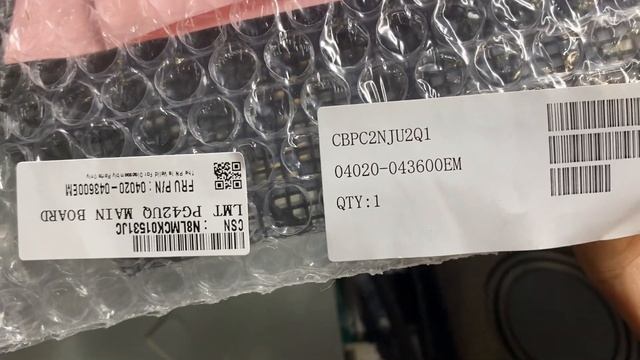 CSN : N8LMCK01531JC
LMT PG42UQ MAIN BOARD
FRU P/N : 04020-043600EM
CBPC2NJU2Q1
04020-043600EM
QTY:1